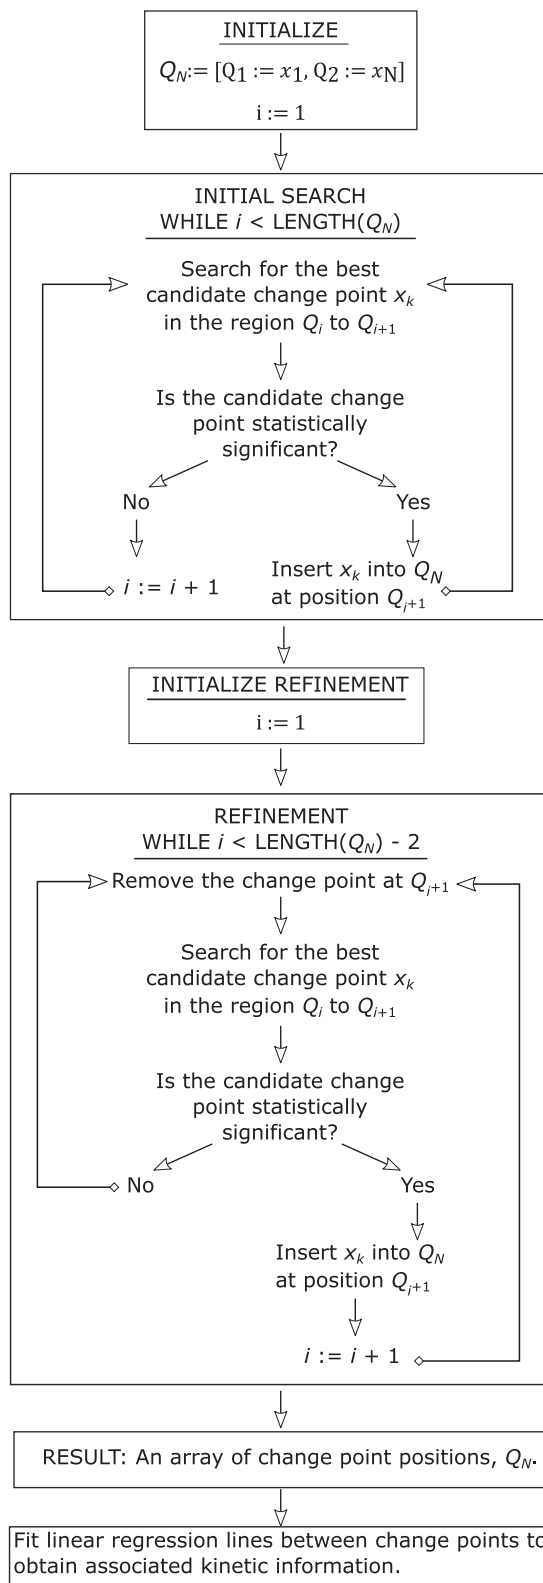 INITIALIZE
Q_N := [Q_1 := x_1, Q_2 := x_N]
i := 1
INITIAL SEARCH
WHILE i < LENGTH(Q_N)
Search for the best
candidate change point x_k
in the region Q_i to Q_{i+1}
Is the candidate change
point statistically
significant?
No
Yes
i := i + 1
Insert x_k into Q_N
at position Q_{i+1}
INITIALIZE REFINEMENT
i := 1
REFINEMENT
WHILE i < LENGTH(Q_N) - 2
Remove the change point at Q_{i+1}
Search for the best
candidate change point x_k
in the region Q_i to Q_{i+1}
Is the candidate change
point statistically
significant?
No
Yes
Insert x_k into Q_N
at position Q_{i+1}
i := i + 1
RESULT: An array of change point positions, Q_N.
Fit linear regression lines between change points to
obtain associated kinetic information.